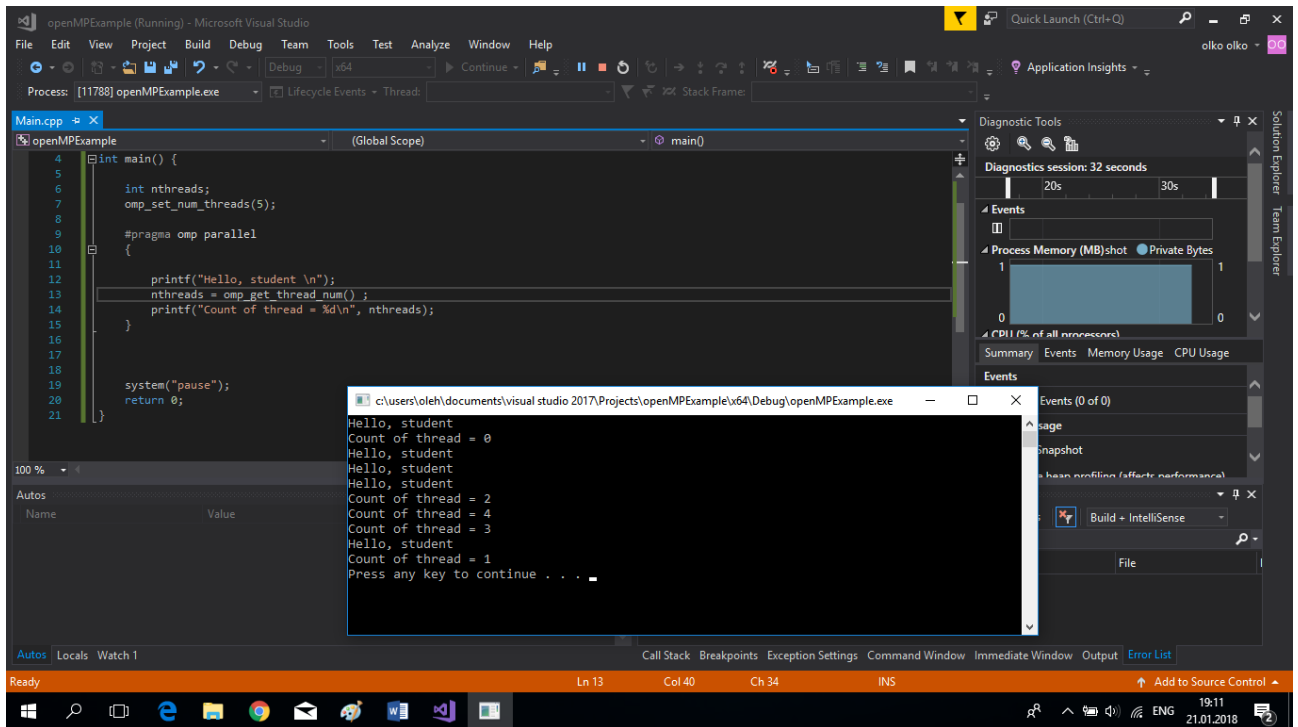 openMPExample (Running) - Microsoft Visual Studio
Quick Launch (Ctrl+Q)
File Edit View Project Build Debug Team Tools Test Analyze Window Help
olko olko OO
Debug x64 Continue Application Insights
Process: [11788] openMPExample.exe Lifecycle Events Thread: Stack Frame:
Main.cpp
openMPExample (Global Scope) main()
4 int main() {
5
6 int nthreads;
7 omp_set_num_threads(5);
8
9 #pragma omp parallel
10 {
11
12 printf("Hello, student \n");
13 nthreads = omp_get_thread_num() ;
14 printf("Count of thread = %d\n", nthreads);
15 }
16
17
18
19 system("pause");
20 return 0;
21 }
100 %
Diagnostic Tools
Diagnostics session: 32 seconds
20s 30s
Events
Process Memory (MB)shot Private Bytes
1 1
0 0
CPU (% of all processors)
Summary Events Memory Usage CPU Usage
Events
Events (0 of 0)
sage
Snapshot
heap profiling (affects performance)
Solution Explorer
Team Explorer
c:\users\oleh\documents\visual studio 2017\Projects\openMPExample\x64\Debug\openMPExample.exe
Hello, student
Count of thread = 0
Hello, student
Hello, student
Hello, student
Count of thread = 2
Count of thread = 4
Count of thread = 3
Hello, student
Count of thread = 1
Press any key to continue . . .
Autos
Name Value
Build + IntelliSense
File
Autos Locals Watch 1
Call Stack Breakpoints Exception Settings Command Window Immediate Window Output Error List
Ready Ln 13 Col 40 Ch 34 INS Add to Source Control
ENG 19:11
21.01.2018